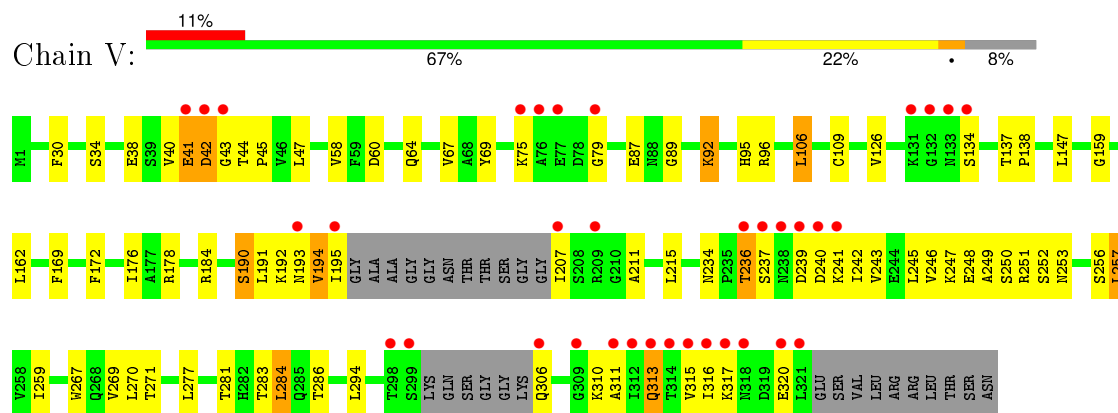 11%
Chain V:
67% 22% • 8%
M1 F30 S34 E38 S39 V40 E41 D42 G43 T44 P45 V46 L47 V58 F59 D60 Q64 V67 A68 Y69 K75 A76 E77 D78 G79 E87 N88 G89 K92 H95 R96 L106 C109 V126 K131 G132 N133 S134 T137 P138 L147 G159
L162 F169 F172 I176 A177 R178 R184 S190 L191 K192 N193 V194 I195 GLY ALA ALA GLY GLY ASN THR THR SER GLY GLY I207 S208 R209 G210 A211 L215 N234 P235 T236 S237 N238 D239 D240 K241 I242 V243 E244 L245 V246 K247 E248 A249 S250 R251 S252 N253 S256 L257
V258 I259 W267 Q268 V269 L270 T271 L277 T281 H282 T283 L284 Q285 T286 L294 T298 S299 LYS GLN SER GLY GLY LYS Q306 G309 K310 A311 I312 Q313 T314 V315 I316 K317 N318 D319 E320 L321 GLU SER VAL LEU ARG ARG LEU THR SER ASN